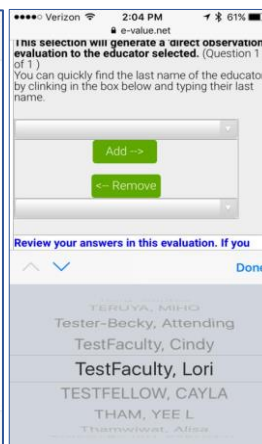 Verizon 2:04 PM 61%
e-value.net
This selection will generate a 'direct observation
evaluation to the educator selected. (Question 1
of 1 )
You can quickly find the last name of the educator
by clinking in the box below and typing their last
name.
Add -->
<-- Remove
Review your answers in this evaluation. If you
Done
TERUYA, MIHO
Tester-Becky, Attending
TestFaculty, Cindy
TestFaculty, Lori
TESTFELLOW, CAYLA
THAM, YEE L
Thamwiwat, Alisa